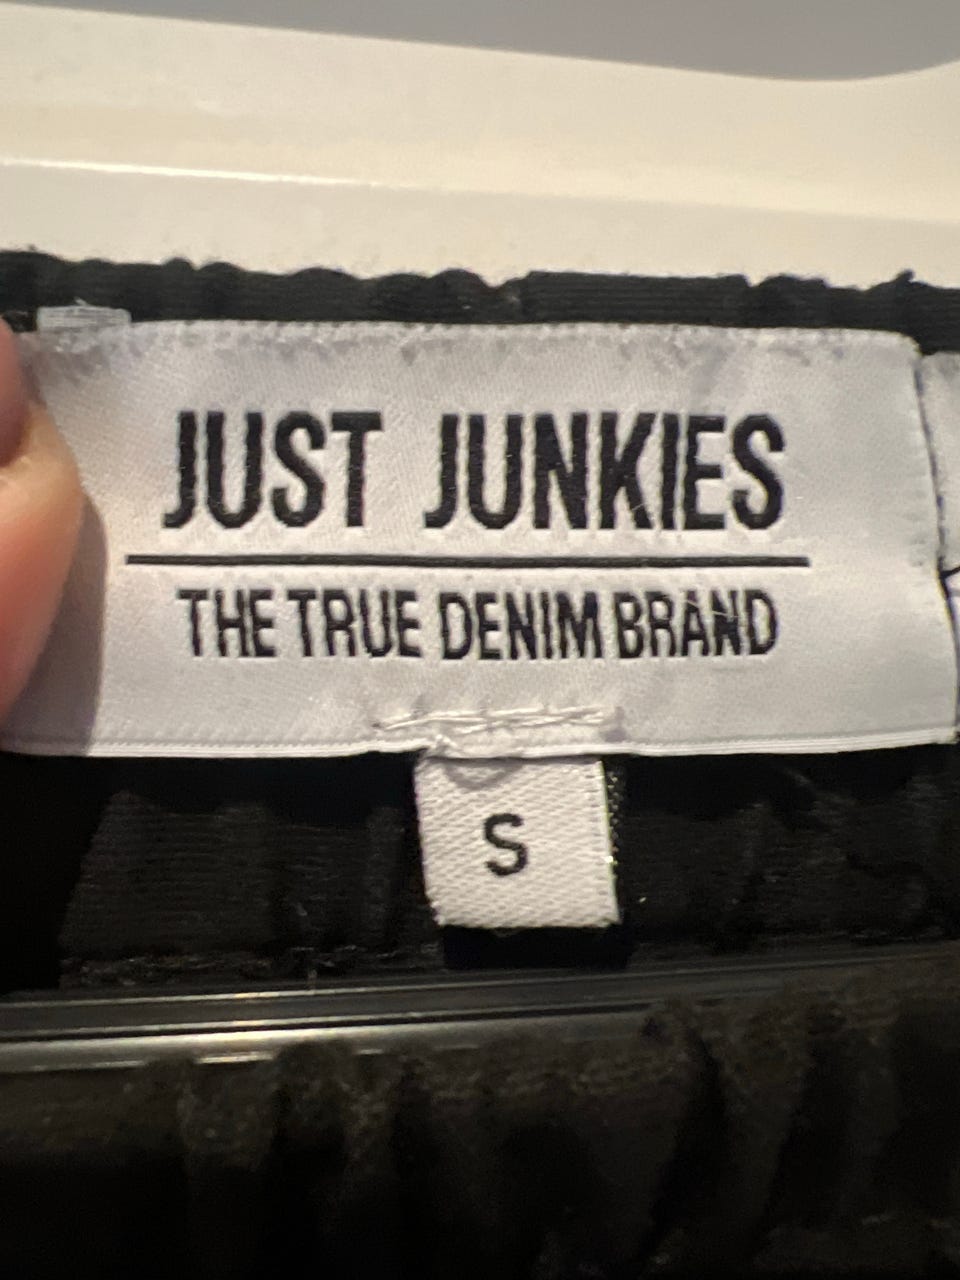 JUST JUNKIES
THE TRUE DENIM BRAND
S